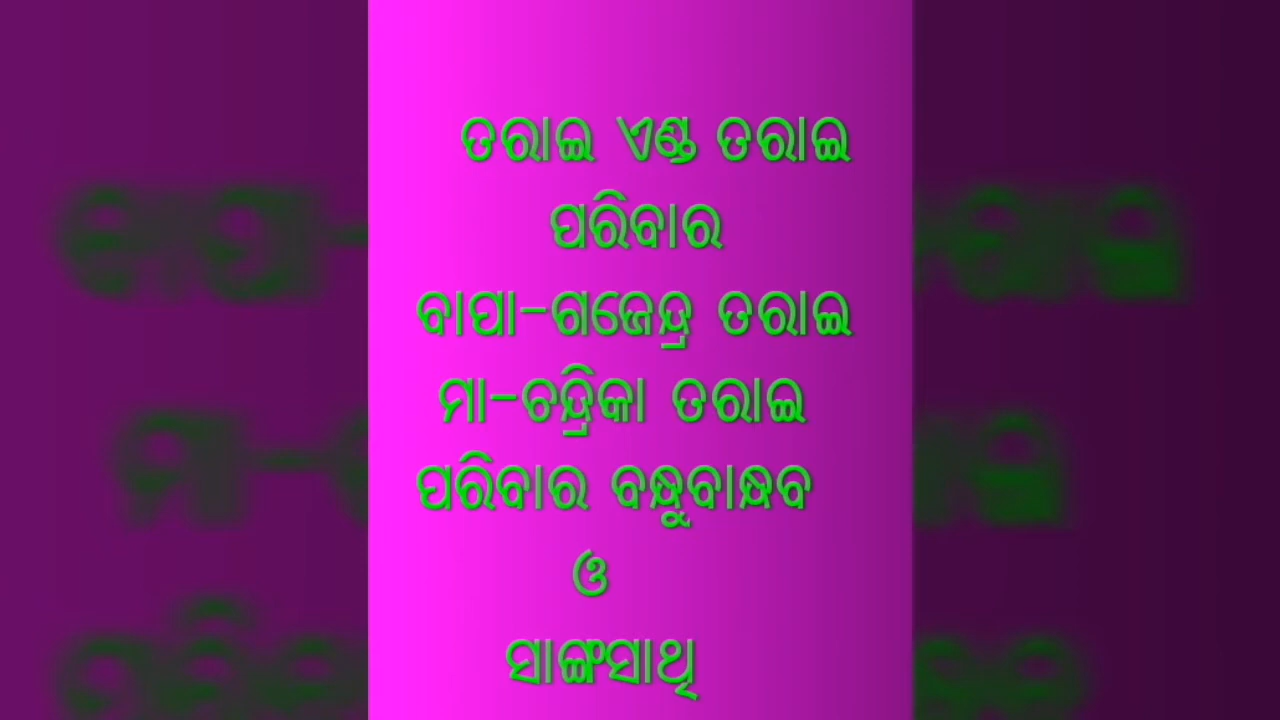 ତରାଇ ଏଣ୍ଡ ତରାଇ
ପରିବାର
ବାପା-ଗଜେନ୍ଦ୍ର ତରାଇ
ମା-ଚନ୍ଦ୍ରିକା ତରାଇ
ପରିବାର ବନ୍ଧୁବାନ୍ଧବ
ଓ
ସାଙ୍ଗସାଥି